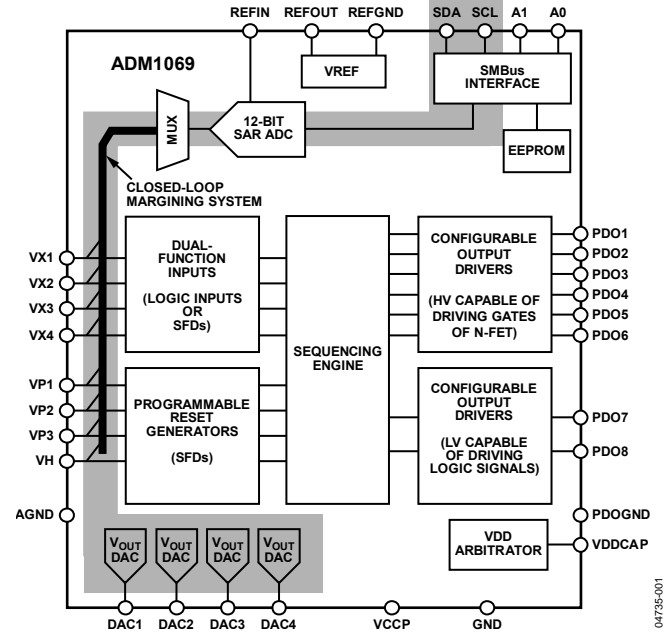 REFIN REFOUT REFGND SDA SCL A1 A0
ADM1069
VREF
SMBus
INTERFACE
MUX
12-BIT
SAR ADC
EEPROM
CLOSED-LOOP
MARGINING SYSTEM
VX1
VX2
VX3
VX4
VP1
VP2
VP3
VH
AGND
DUAL-
FUNCTION
INPUTS
(LOGIC INPUTS
OR
SFDs)
PROGRAMMABLE
RESET
GENERATORS
(SFDs)
SEQUENCING
ENGINE
CONFIGURABLE
OUTPUT
DRIVERS
(HV CAPABLE OF
DRIVING GATES
OF N-FET)
CONFIGURABLE
OUTPUT
DRIVERS
(LV CAPABLE
OF DRIVING
LOGIC SIGNALS)
PDO1
PDO2
PDO3
PDO4
PDO5
PDO6
PDO7
PDO8
PDOGND
VDDCAP
VDD
ARBITRATOR
VOUT
DAC
VOUT
DAC
VOUT
DAC
VOUT
DAC
DAC1 DAC2 DAC3 DAC4 VCCP GND
04735-001